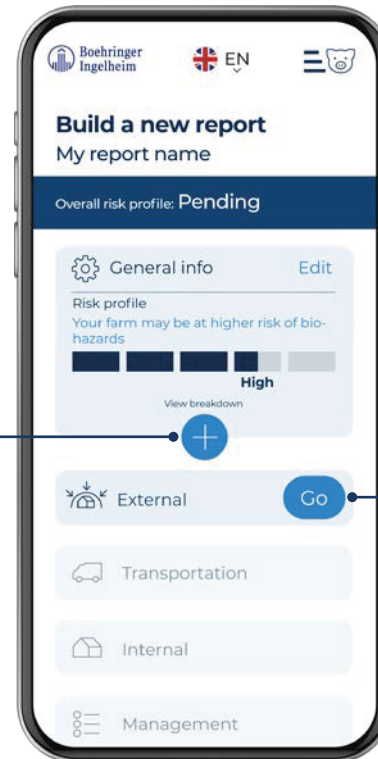 Boehringer
Ingelheim
EN
Build a new report
My report name
Overall risk profile: Pending
General info
Edit
Risk profile
Your farm may be at higher risk of bio-
hazards
High
View breakdown
External
Go
Transportation
Internal
Management